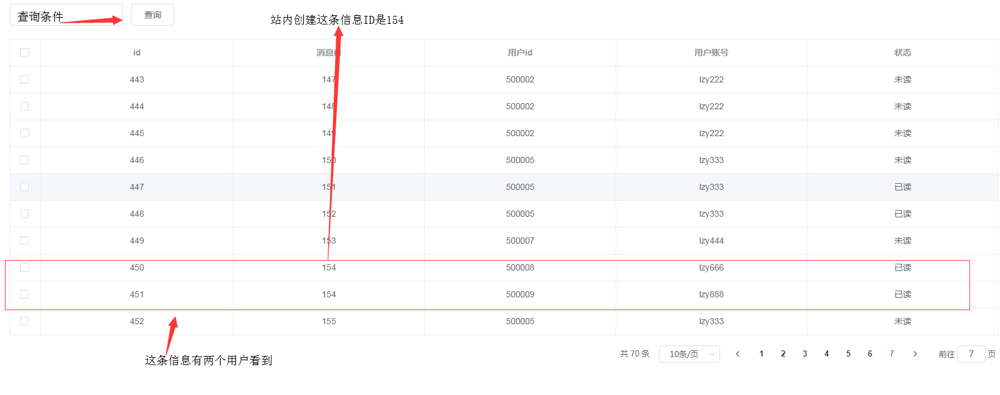 查询条件 查询
站内创建这条信息ID是154
id 消息id 用户id 用户账号 状态
443 147 500002 lzy222 未读
444 148 500002 lzy222 未读
445 149 500002 lzy222 未读
446 150 500005 lzy333 未读
447 151 500005 lzy333 已读
448 152 500005 lzy333 已读
449 153 500007 lzy444 未读
450 154 500008 lzy666 已读
451 154 500009 lzy888 已读
452 155 500005 lzy333 未读
这条信息有两个用户看到
共 70 条 10条/页 1 2 3 4 5 6 7 前往 7 页